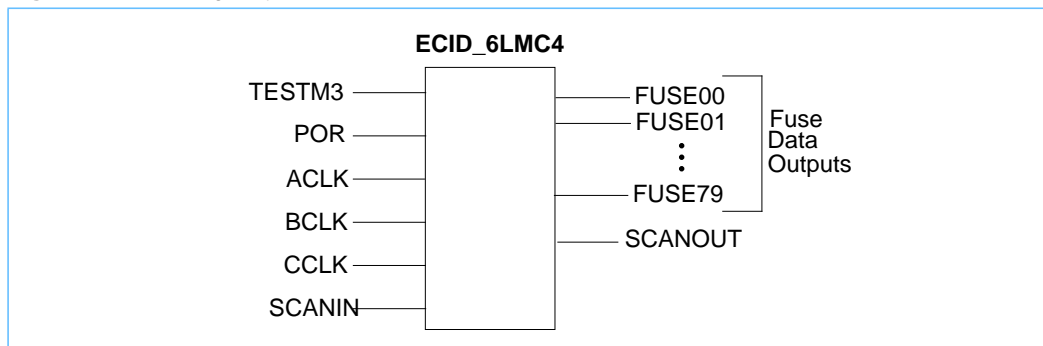 ECID_6LMC4
TESTM3
POR
ACLK
BCLK
CCLK
SCANIN
FUSE00
FUSE01
FUSE79
SCANOUT
Fuse
Data
Outputs